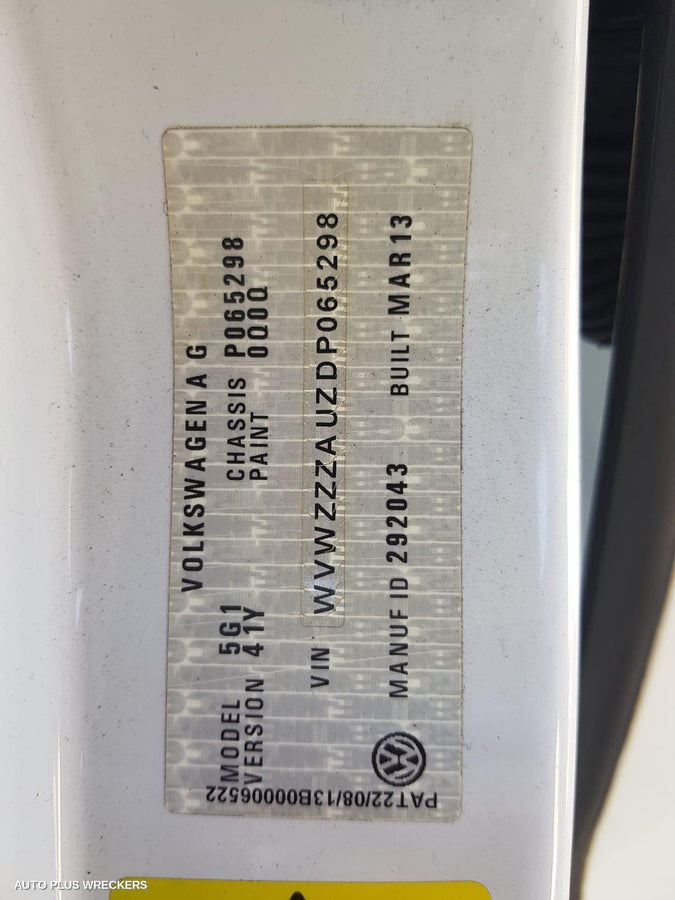 VOLKSWAGEN A G
MODEL 5G1 CHASSIS P065298
VERSION 41Y PAINT 0Q0Q
VIN WVWZZZAUZDP065298
MANUF ID 292043 BUILT MAR13
PAT22/08/13B00006522
AUTO PLUS WRECKERS